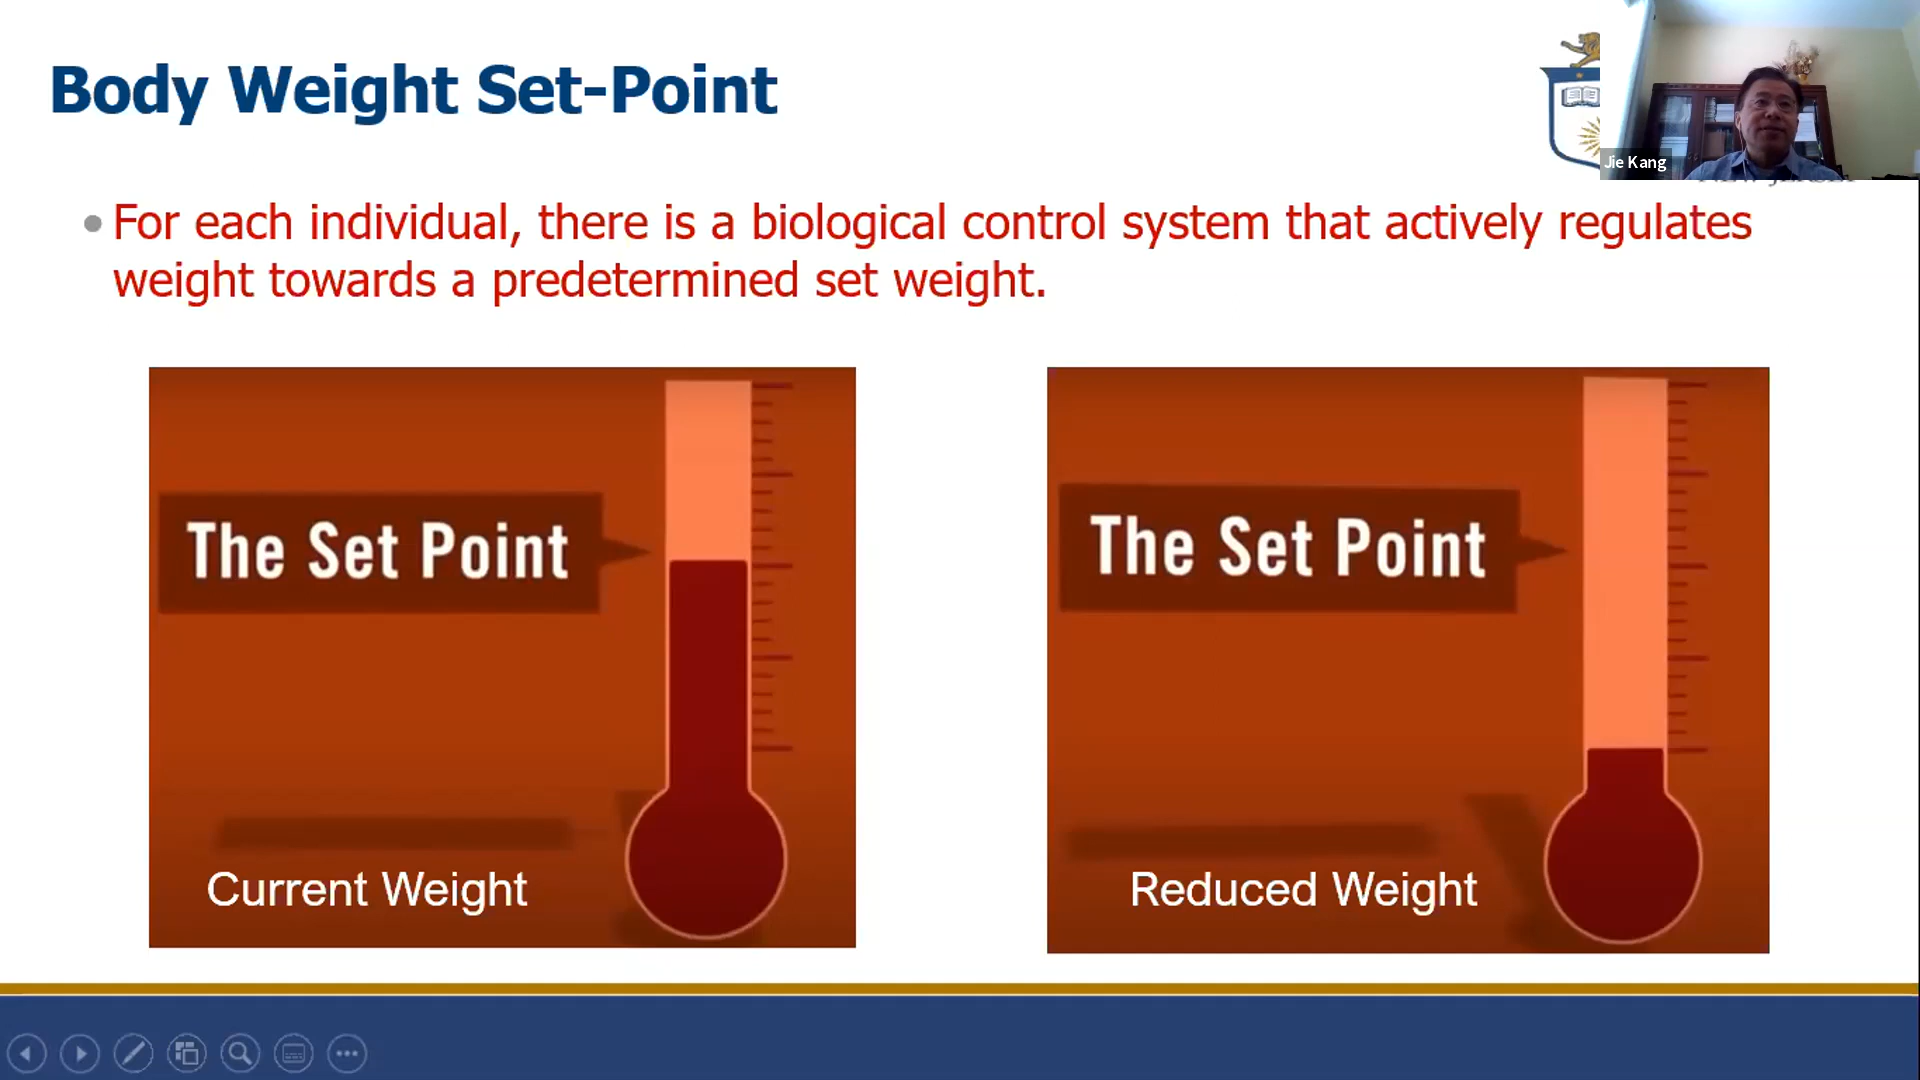 Body Weight Set-Point
Jie Kang
• For each individual, there is a biological control system that actively regulates
weight towards a predetermined set weight.
The Set Point
Current Weight
The Set Point
Reduced Weight